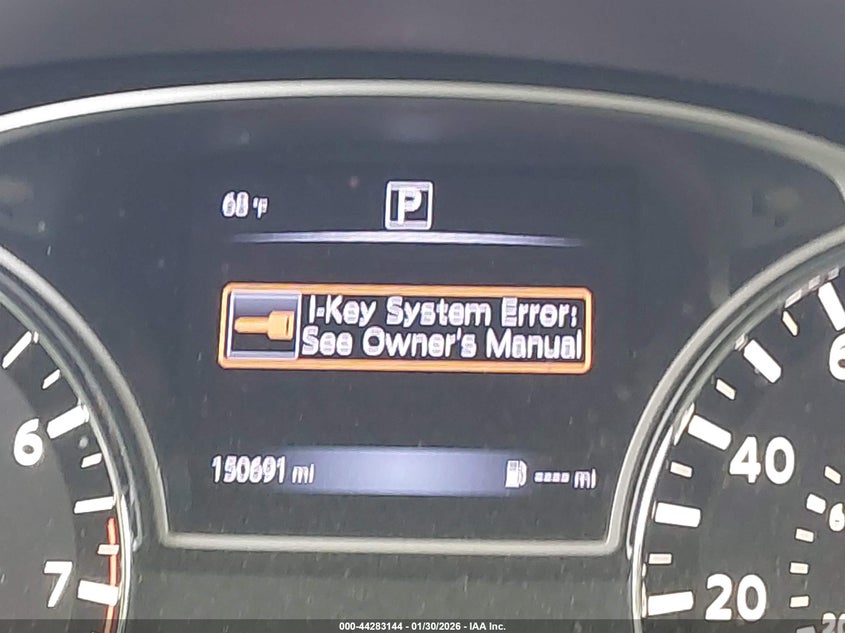 68 °F
P
I-Key System Error:
See Owner's Manual
150691 mi
---- mi
6
7
40
20
000-44283144 - 01/30/2026 - IAA Inc.